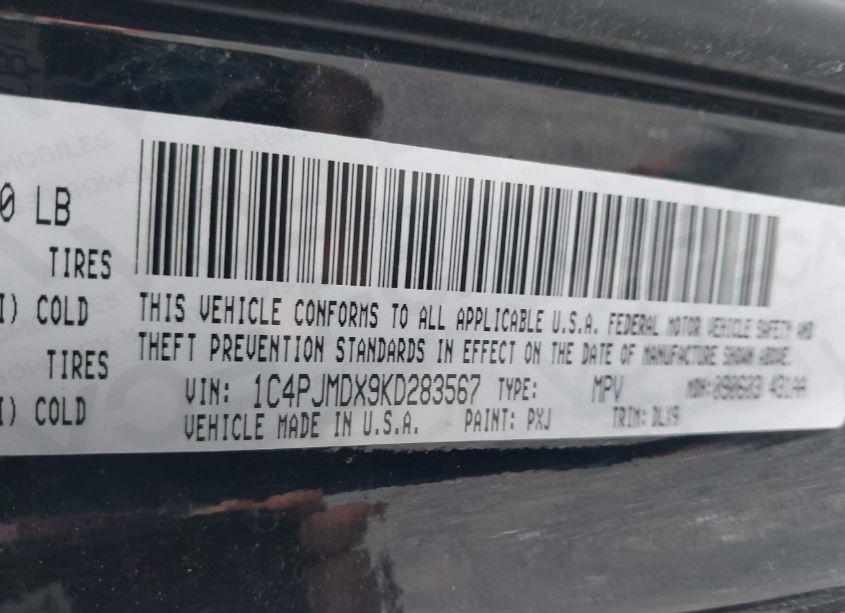 0 LB
TIRES
I) COLD
TIRES
I) COLD
THIS VEHICLE CONFORMS TO ALL APPLICABLE U.S.A. FEDERAL MOTOR VEHICLE SAFETY AND
THEFT PREVENTION STANDARDS IN EFFECT ON THE DATE OF MANUFACTURE SHOWN ABOVE.
VIN: 1C4PJMDX9KD283567 TYPE: MPV MDH:
VEHICLE MADE IN U.S.A. PAINT: PXJ TRIM: DLX9